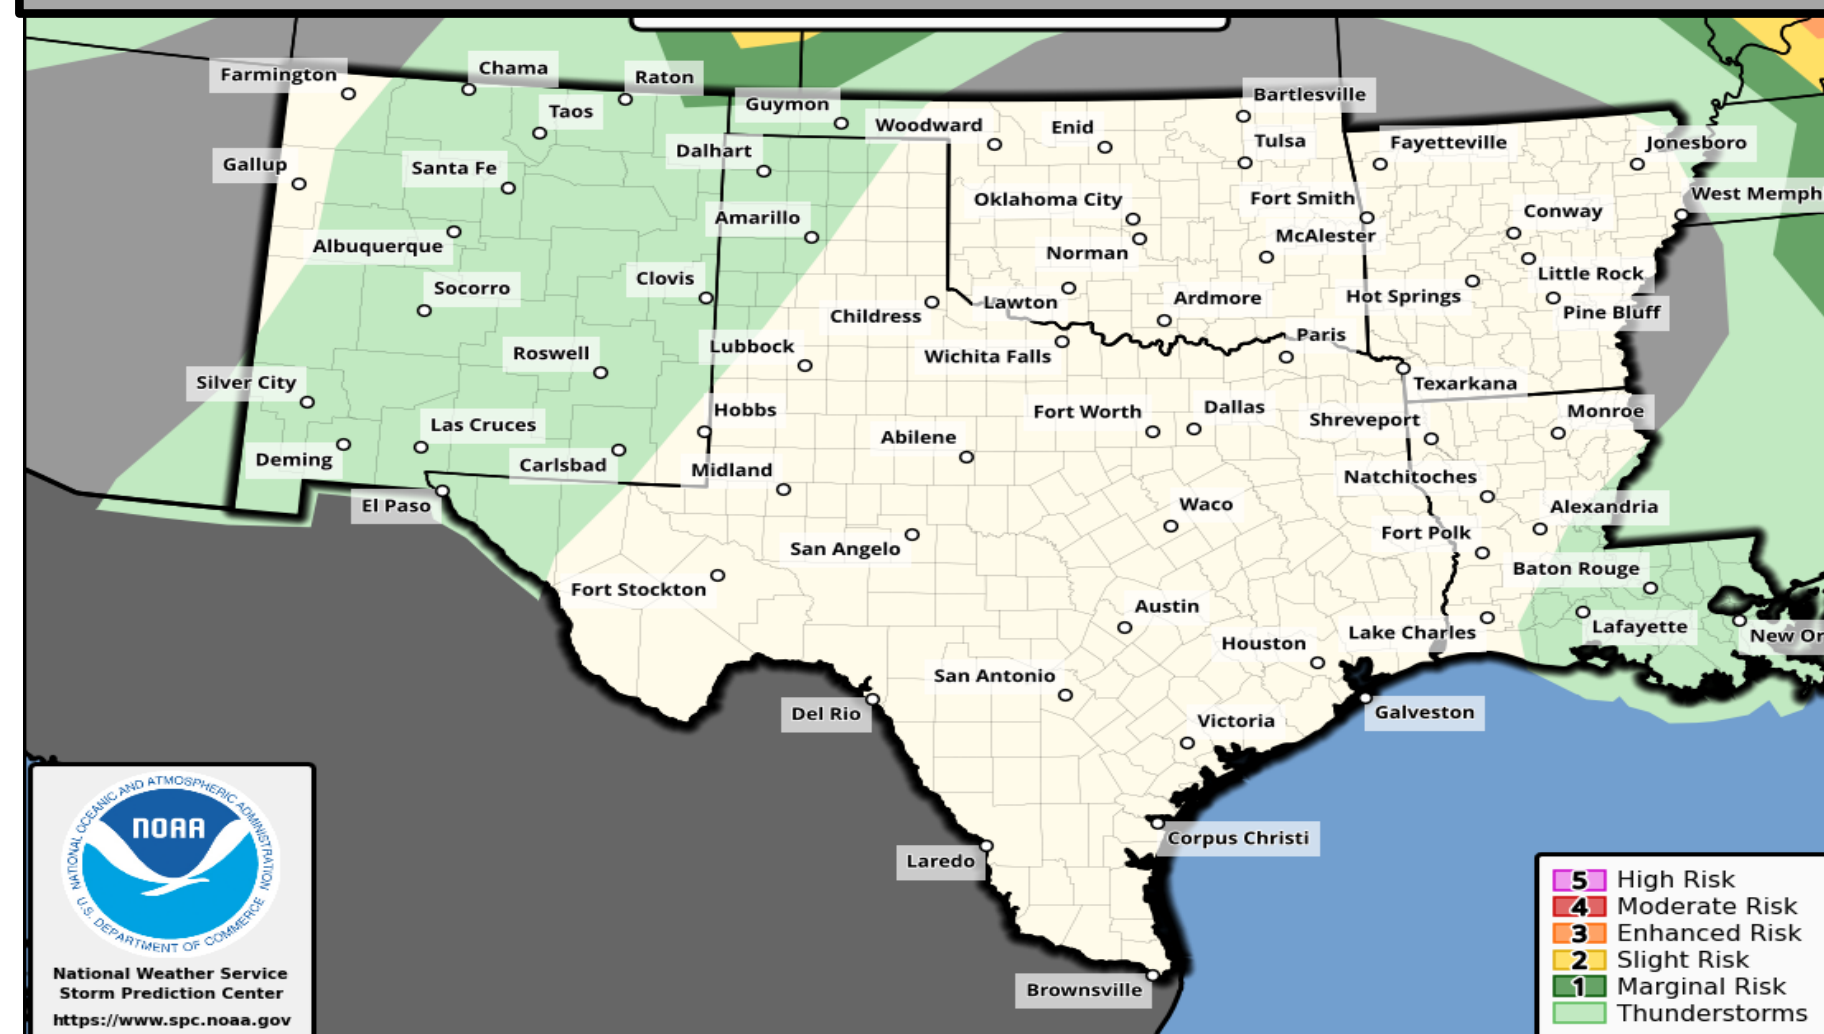 Farmington
Chama
Raton
Taos
Guymon
Bartlesville
Woodward
Enid
Tulsa
Fayetteville
Jonesboro
Gallup
Santa Fe
Dalhart
Oklahoma City
Fort Smith
Conway
West Memph
Albuquerque
Amarillo
Norman
McAlester
Little Rock
Socorro
Clovis
Childress
Lawton
Ardmore
Hot Springs
Pine Bluff
Roswell
Lubbock
Wichita Falls
Paris
Texarkana
Silver City
Las Cruces
Hobbs
Abilene
Fort Worth
Dallas
Shreveport
Monroe
Deming
Carlsbad
Midland
Natchitoches
El Paso
Waco
Alexandria
San Angelo
Fort Polk
Fort Stockton
Baton Rouge
Austin
Lafayette
Houston
Lake Charles
New Or
San Antonio
Del Rio
Victoria
Galveston
Corpus Christi
Laredo
Brownsville
NATIONAL OCEANIC AND ATMOSPHERIC ADMINISTRATION
NOAA
U.S. DEPARTMENT OF COMMERCE
National Weather Service
Storm Prediction Center
https://www.spc.noaa.gov
5 High Risk
4 Moderate Risk
3 Enhanced Risk
2 Slight Risk
1 Marginal Risk
Thunderstorms